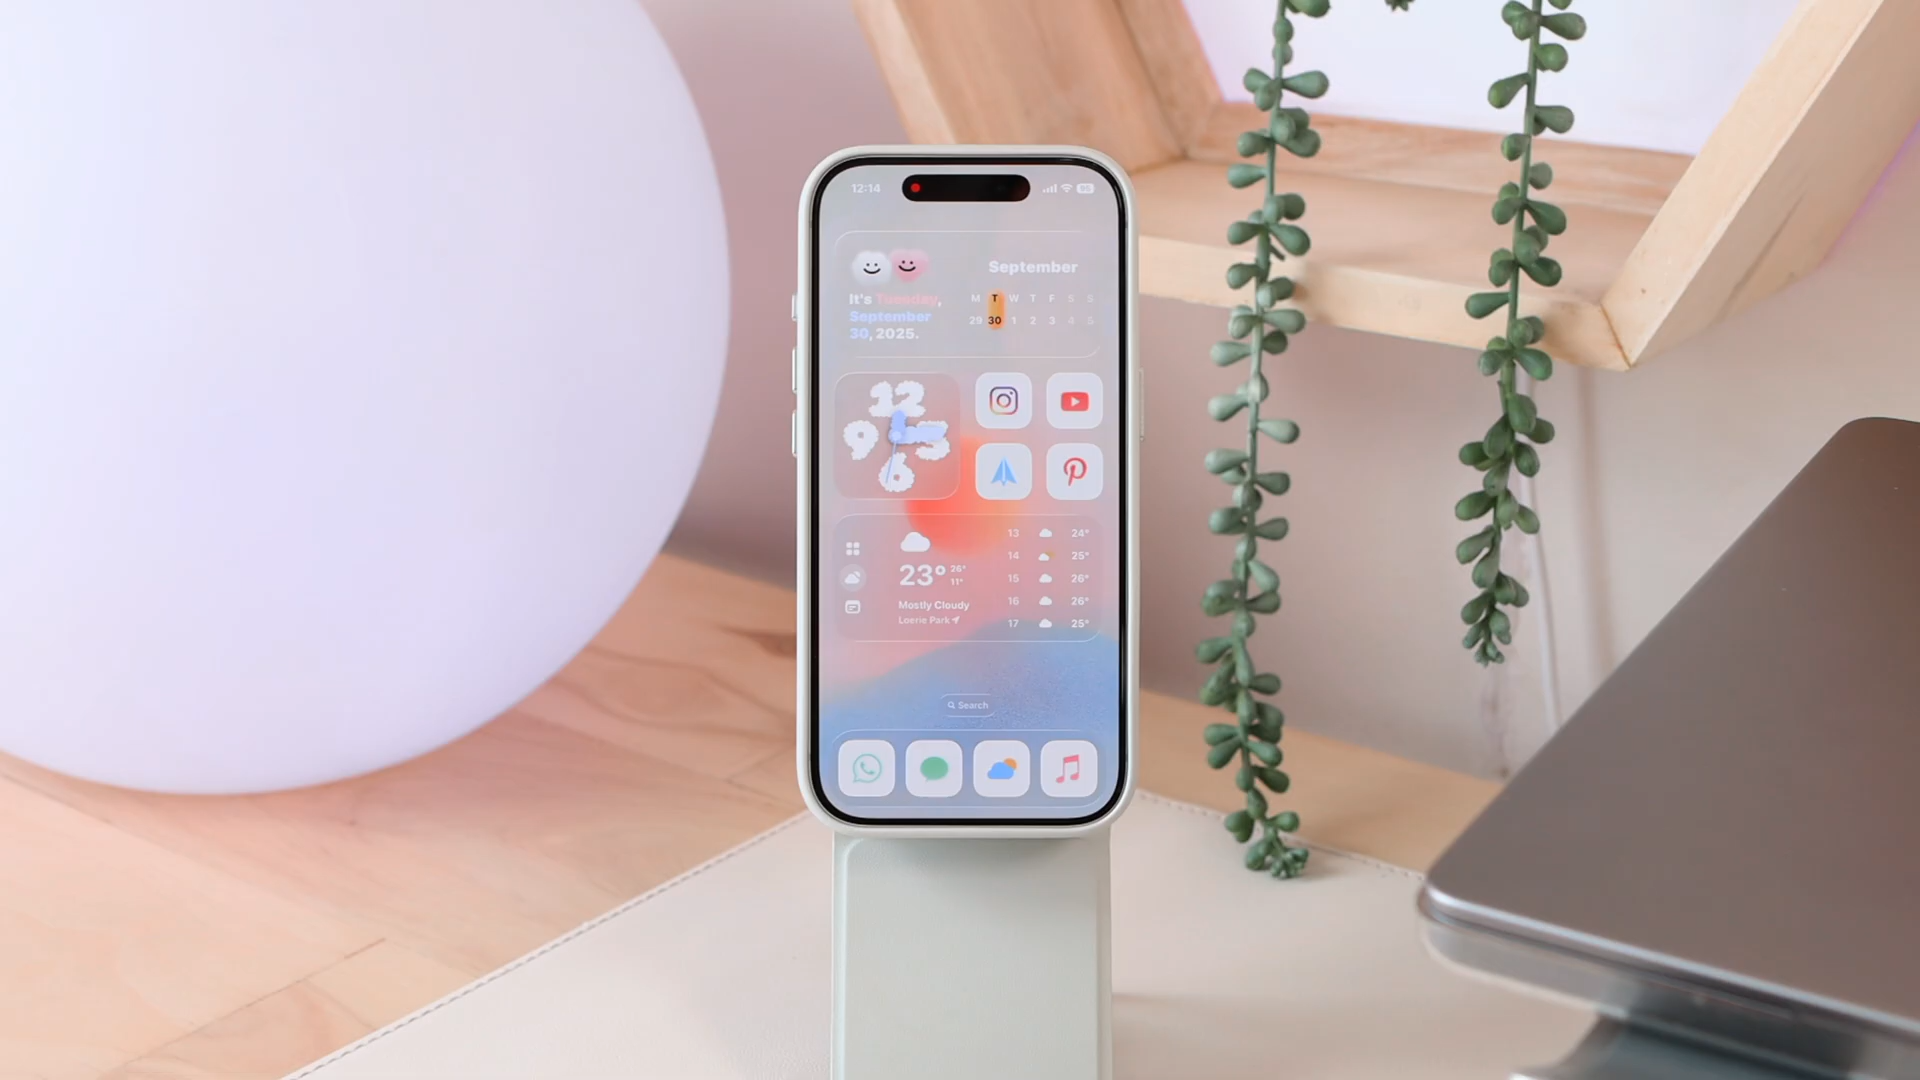 12:14
95
September
It's Tuesday,
September
30, 2025.
M T W T F S S
29 30 1 2 3 4 5
12
9 3
6
23° 26°
11°
Mostly Cloudy
Loerie Park
13 24°
14 25°
15 26°
16 26°
17 25°
Search